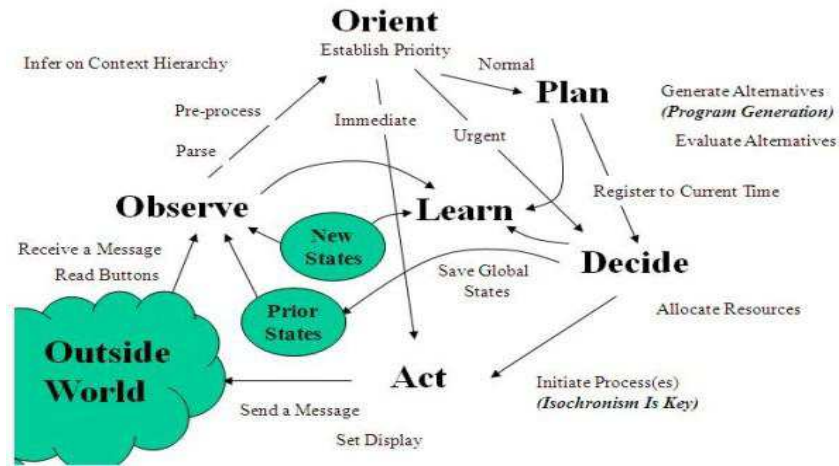 Orient
Establish Priority
Infer on Context Hierarchy
Normal
Plan
Generate Alternatives
(Program Generation)
Evaluate Alternatives
Pre-process
Immediate
Urgent
Parse
Register to Current Time
Observe
Learn
New
States
Receive a Message
Read Buttons
Save Global
States
Decide
Prior
States
Allocate Resources
Outside
World
Act
Initiate Process(es)
(Isochronism Is Key)
Send a Message
Set Display